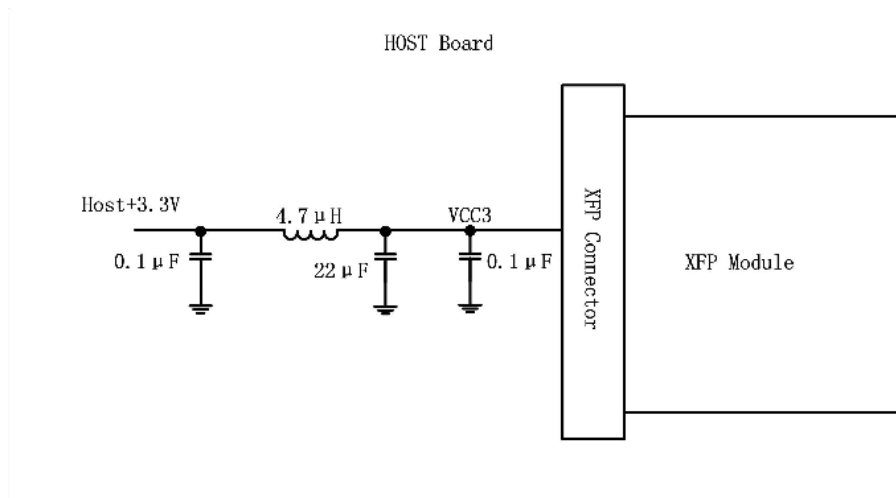 HOST Board
Host+3.3V
4.7μH
VCC3
0.1μF
22μF
0.1μF
XFP Connector
XFP Module